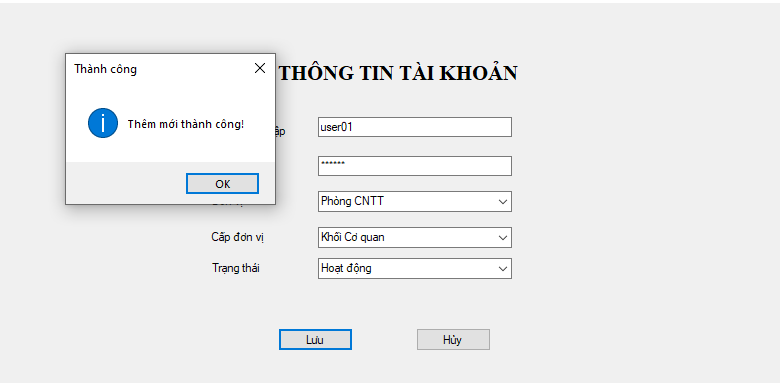 Thành công
THÔNG TIN TÀI KHOẢN
Thêm mới thành công!
OK
user01
******
Phòng CNTT
Cấp đơn vị
Khối Cơ quan
Trạng thái
Hoạt động
Lưu
Hủy